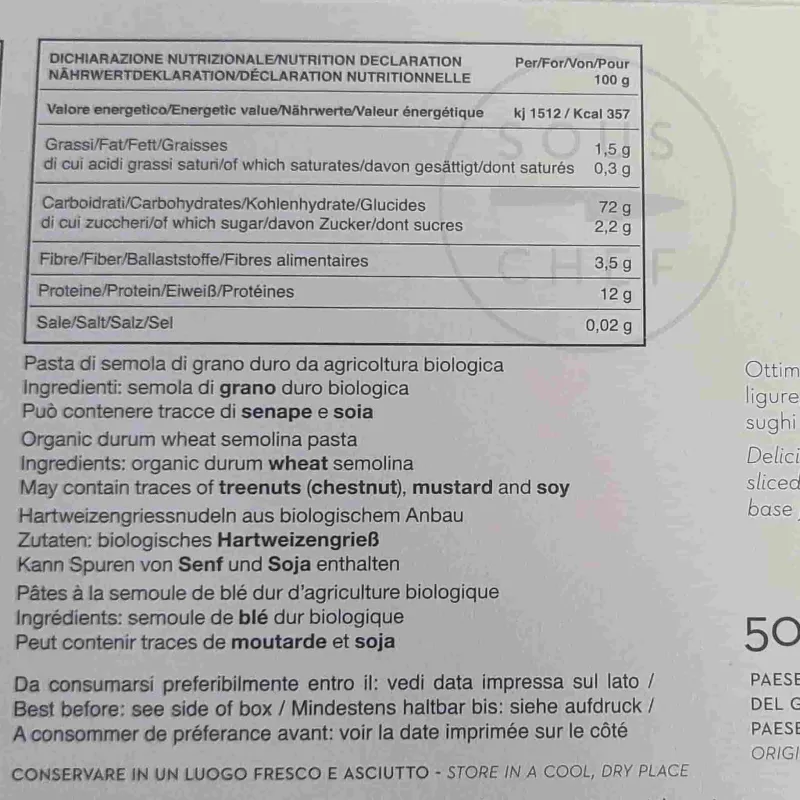 DICHIARAZIONE NUTRIZIONALE/NUTRITION DECLARATION
NÄHRWERTDEKLARATION/DÉCLARATION NUTRITIONNELLE
Per/For/Von/Pour
100 g
Valore energetico/Energetic value/Nährwerte/Valeur énergétique kj 1512 / Kcal 357
Grassi/Fat/Fett/Graisses 1,5 g
di cui acidi grassi saturi/of which saturates/davon gesättigt/dont saturés 0,3 g
Carboidrati/Carbohydrates/Kohlenhydrate/Glucides 72 g
di cui zuccheri/of which sugar/davon Zucker/dont sucres 2,2 g
Fibre/Fiber/Ballaststoffe/Fibres alimentaires 3,5 g
Proteine/Protein/Eiweiß/Protéines 12 g
Sale/Salt/Salz/Sel 0,02 g
SOUS
CHEF
Pasta di semola di grano duro da agricoltura biologica
Ingredienti: semola di grano duro biologica
Può contenere tracce di senape e soia
Organic durum wheat semolina pasta
Ingredients: organic durum wheat semolina
May contain traces of treenuts (chestnut), mustard and soy
Hartweizengriessnudeln aus biologischem Anbau
Zutaten: biologisches Hartweizengrieß
Kann Spuren von Senf und Soja enthalten
Pâtes à la semoule de blé dur d'agriculture biologique
Ingrédients: semoule de blé dur biologique
Peut contenir traces de moutarde et soja
Da consumarsi preferibilmente entro il: vedi data impressa sul lato /
Best before: see side of box / Mindestens haltbar bis: siehe aufdruck /
A consommer de préferance avant: voir la date imprimée sur le côté
CONSERVARE IN UN LUOGO FRESCO E ASCIUTTO - STORE IN A COOL, DRY PLACE
Ottim
ligure
sughi
Delici
sliced
base
50
PAESE
DEL G
PAESE
ORIGI